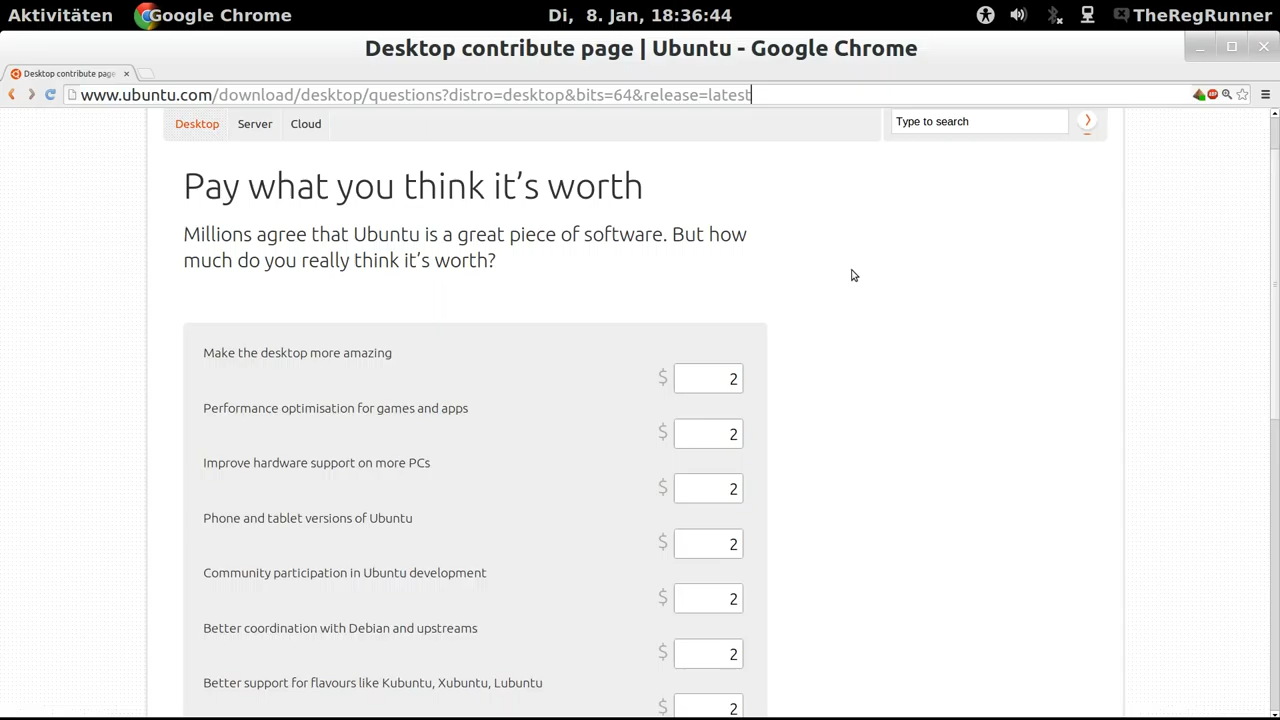 Aktivitäten Google Chrome Di, 8. Jan, 18:36:44 TheRegRunner
Desktop contribute page | Ubuntu - Google Chrome
Desktop contribute page
www.ubuntu.com/download/desktop/questions?distro=desktop&bits=64&release=latest
Desktop Server Cloud Type to search
Pay what you think it’s worth
Millions agree that Ubuntu is a great piece of software. But how
much do you really think it’s worth?
Make the desktop more amazing
$ 2
Performance optimisation for games and apps
$ 2
Improve hardware support on more PCs
$ 2
Phone and tablet versions of Ubuntu
$ 2
Community participation in Ubuntu development
$ 2
Better coordination with Debian and upstreams
$ 2
Better support for flavours like Kubuntu, Xubuntu, Lubuntu
$ 2